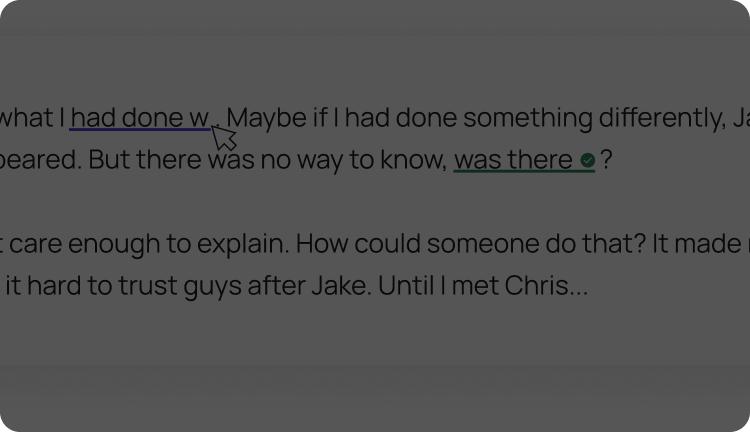 what I had done w . Maybe if I had done something differently, Ja
peared. But there was no way to know, was there ?
t care enough to explain. How could someone do that? It made
it hard to trust guys after Jake. Until I met Chris...